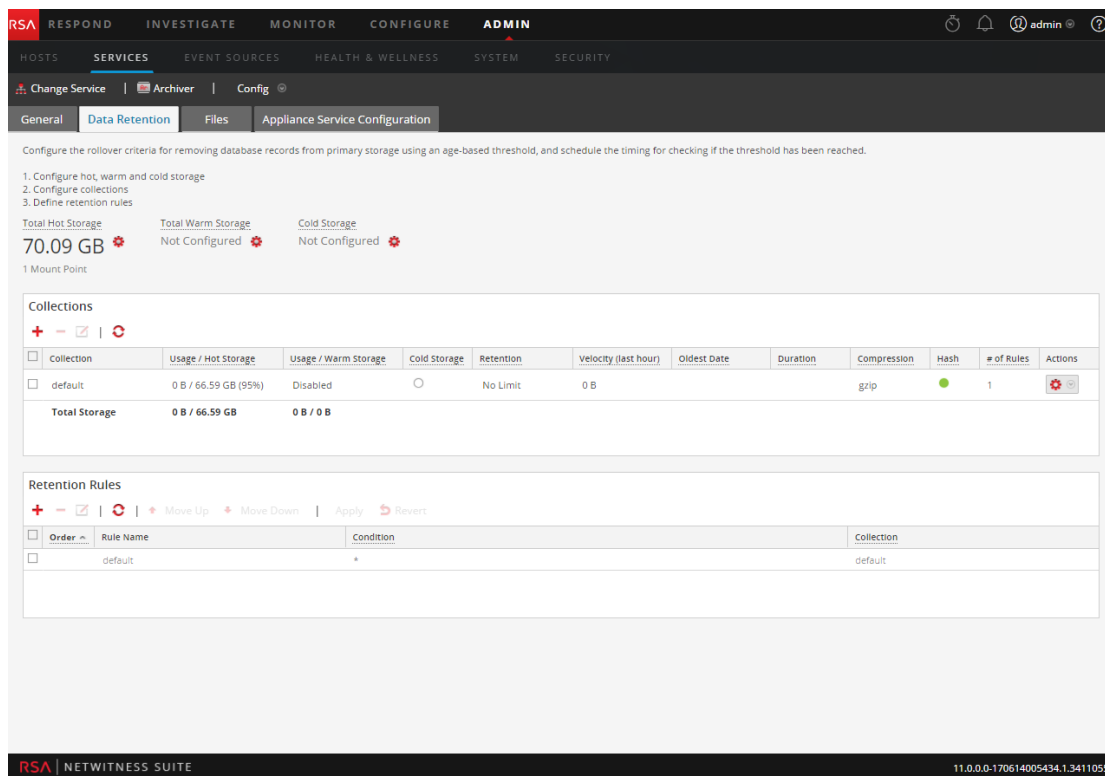 RSA RESPOND INVESTIGATE MONITOR CONFIGURE ADMIN admin
HOSTS SERVICES EVENT SOURCES HEALTH & WELLNESS SYSTEM SECURITY
Change Service | Archiver | Config
General Data Retention Files Appliance Service Configuration
Configure the rollover criteria for removing database records from primary storage using an age-based threshold, and schedule the timing for checking if the threshold has been reached.
1. Configure hot, warm and cold storage
2. Configure collections
3. Define retention rules
Total Hot Storage Total Warm Storage Cold Storage
70.09 GB Not Configured Not Configured
1 Mount Point
Collections
Collection Usage / Hot Storage Usage / Warm Storage Cold Storage Retention Velocity (last hour) Oldest Date Duration Compression Hash # of Rules Actions
default 0 B / 66.59 GB (95%) Disabled No Limit 0 B gzip 1
Total Storage 0 B / 66.59 GB 0 B / 0 B
Retention Rules
Move Up Move Down | Apply Revert
Order Rule Name Condition Collection
default * default
RSA | NETWITNESS SUITE 11.0.0.0-170614005434.1.3411055